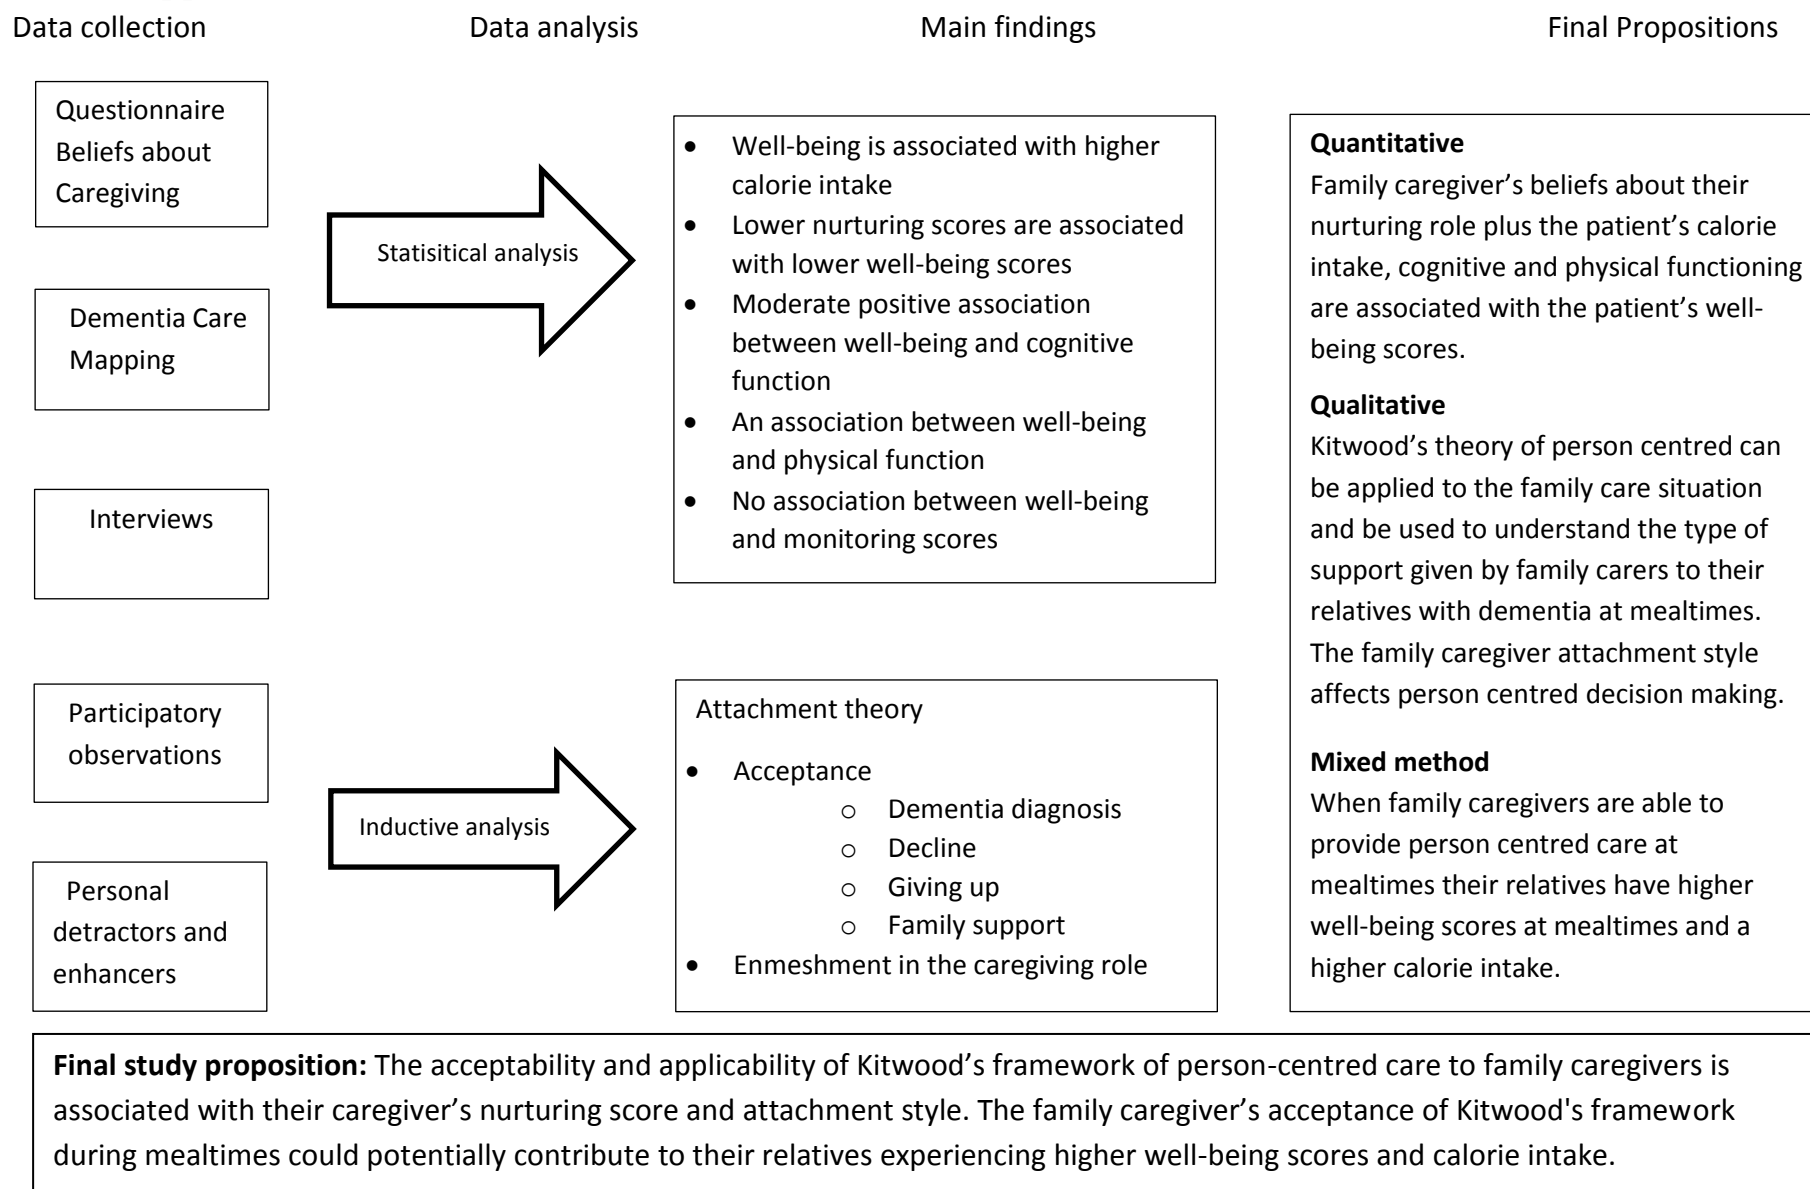 Data collection
Data analysis
Main findings
Final Propositions
Questionnaire
Beliefs about
Caregiving
Dementia Care
Mapping
Interviews
Participatory
observations
Personal
detractors and
enhancers
Statisitical analysis
Inductive analysis
• Well-being is associated with higher
calorie intake
• Lower nurturing scores are associated
with lower well-being scores
• Moderate positive association
between well-being and cognitive
function
• An association between well-being
and physical function
• No association between well-being
and monitoring scores
Attachment theory
• Acceptance
o Dementia diagnosis
o Decline
o Giving up
o Family support
• Enmeshment in the caregiving role
Quantitative
Family caregiver’s beliefs about their
nurturing role plus the patient’s calorie
intake, cognitive and physical functioning
are associated with the patient’s well-
being scores.
Qualitative
Kitwood’s theory of person centred can
be applied to the family care situation
and be used to understand the type of
support given by family carers to their
relatives with dementia at mealtimes.
The family caregiver attachment style
affects person centred decision making.
Mixed method
When family caregivers are able to
provide person centred care at
mealtimes their relatives have higher
well-being scores at mealtimes and a
higher calorie intake.
Final study proposition: The acceptability and applicability of Kitwood’s framework of person-centred care to family caregivers is
associated with their caregiver’s nurturing score and attachment style. The family caregiver’s acceptance of Kitwood's framework
during mealtimes could potentially contribute to their relatives experiencing higher well-being scores and calorie intake.